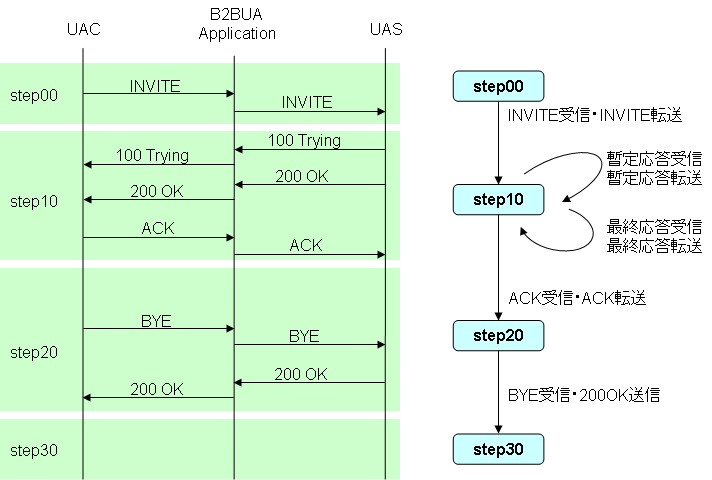 UAC
B2BUA
Application
UAS
step00
INVITE
INVITE
step10
100 Trying
100 Trying
200 OK
200 OK
ACK
ACK
step20
BYE
BYE
200 OK
200 OK
step30
step00
INVITE受信・INVITE転送
step10
暫定応答受信
暫定応答転送
最終応答受信
最終応答転送
ACK受信・ACK転送
step20
BYE受信・200OK送信
step30